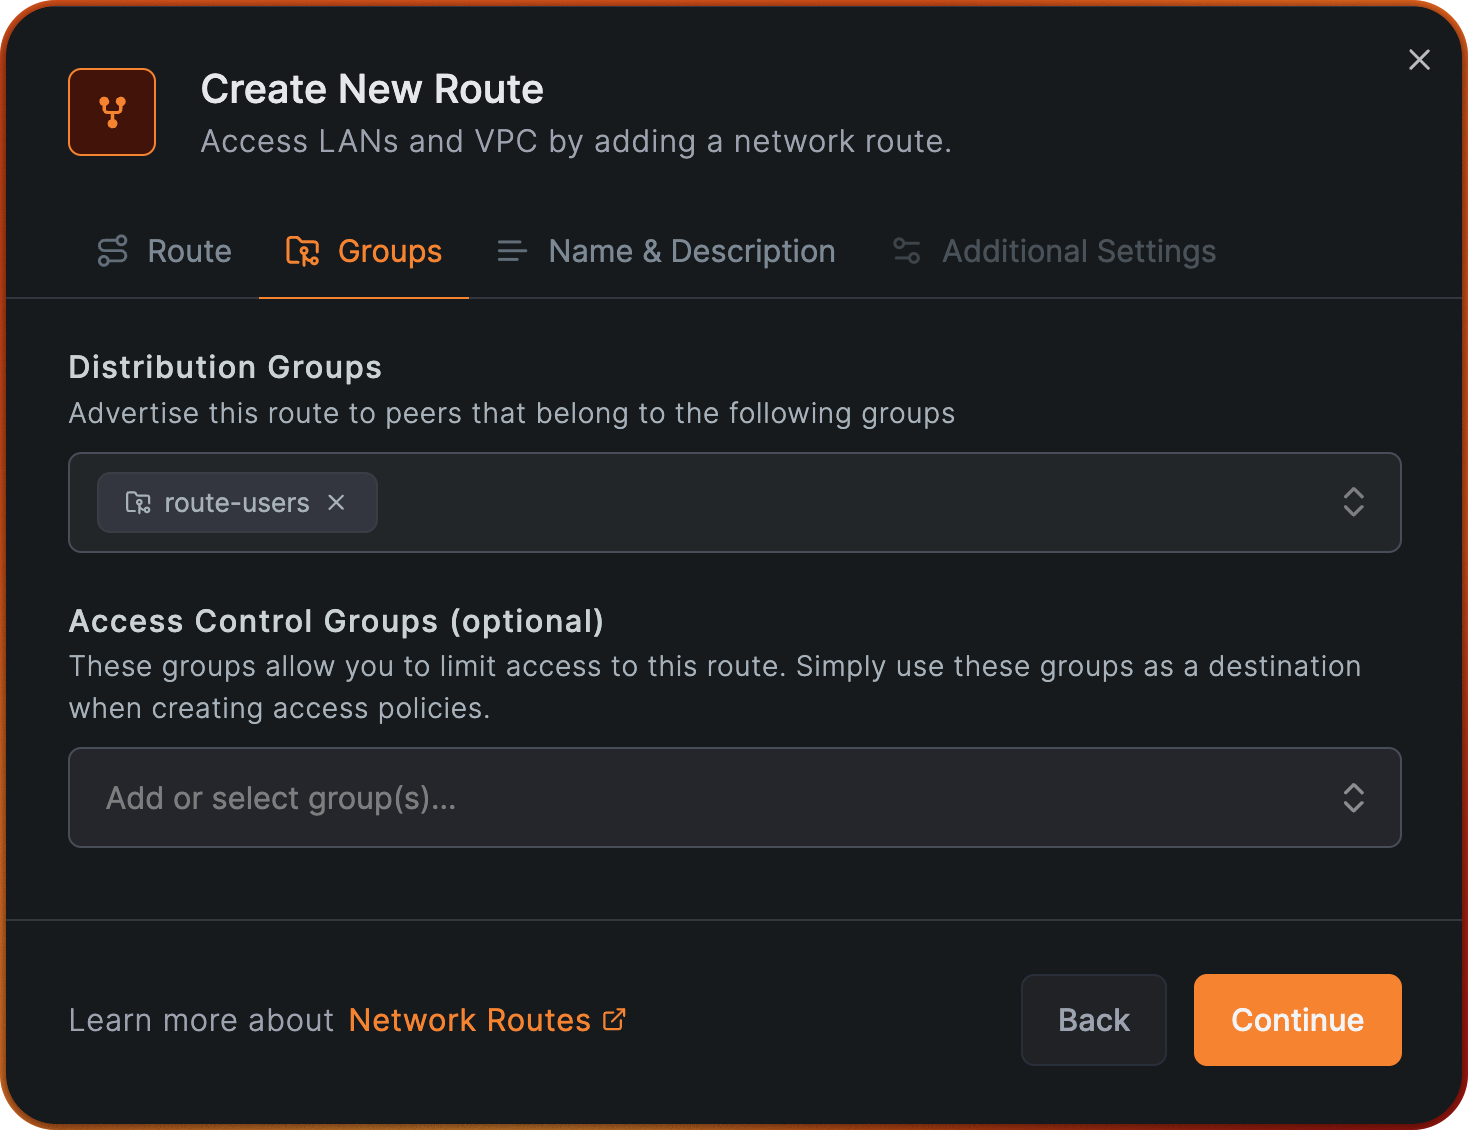 Create New Route
Access LANs and VPC by adding a network route.
Route
Groups
Name & Description
Additional Settings
Distribution Groups
Advertise this route to peers that belong to the following groups
route-users
Access Control Groups (optional)
These groups allow you to limit access to this route. Simply use these groups as a destination
when creating access policies.
Add or select group(s)...
Learn more about Network Routes
Back
Continue